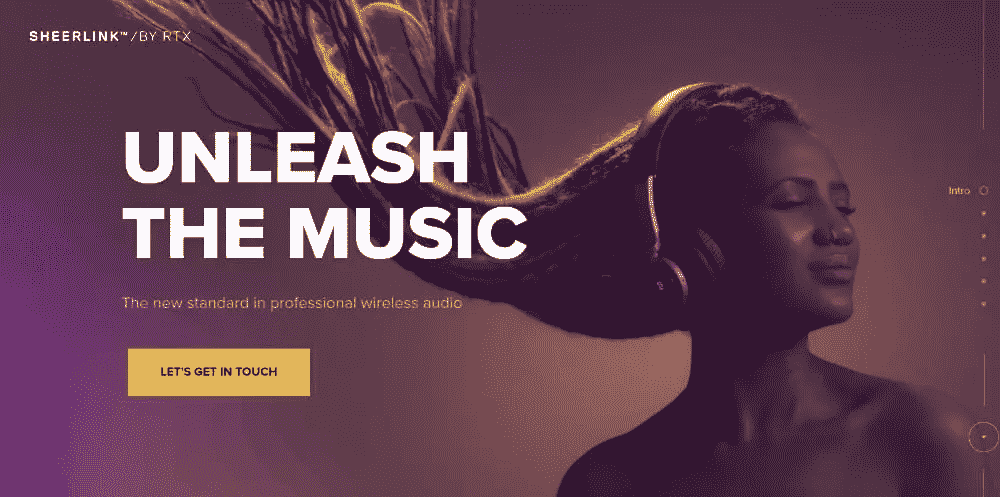 SHEERLINK™/BY RTX
UNLEASH
THE MUSIC
Intro
The new standard in professional wireless audio
LET'S GET IN TOUCH